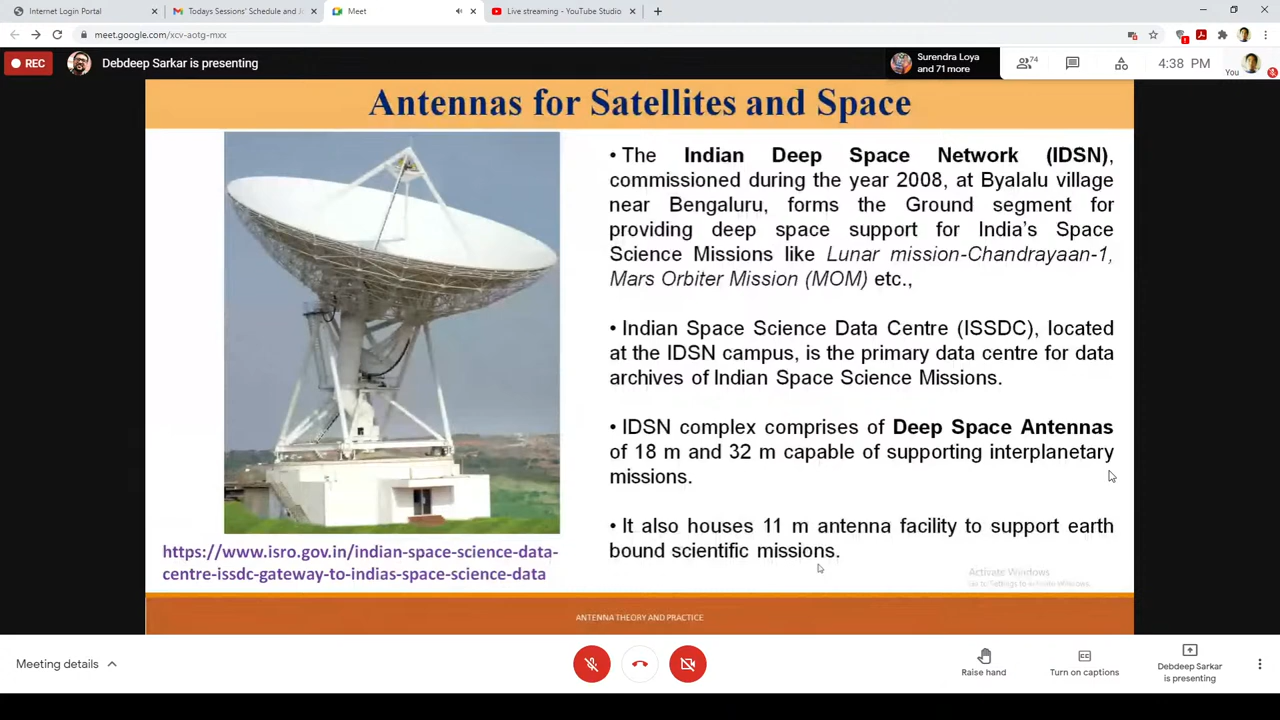 Internet Login Portal
Todays Sessions' Schedule and Jo
Meet
Live streaming - YouTube Studio
meet.google.com/xcv-aotg-mxx
REC
Debdeep Sarkar is presenting
Surendra Loya
and 71 more
74
4:38 PM
You
Antennas for Satellites and Space
• The Indian Deep Space Network (IDSN),
commissioned during the year 2008, at Byalalu village
near Bengaluru, forms the Ground segment for
providing deep space support for India's Space
Science Missions like Lunar mission-Chandrayaan-1,
Mars Orbiter Mission (MOM) etc.,
• Indian Space Science Data Centre (ISSDC), located
at the IDSN campus, is the primary data centre for data
archives of Indian Space Science Missions.
• IDSN complex comprises of Deep Space Antennas
of 18 m and 32 m capable of supporting interplanetary
missions.
• It also houses 11 m antenna facility to support earth
bound scientific missions.
https://www.isro.gov.in/indian-space-science-data-
centre-issdc-gateway-to-indias-space-science-data
Activate Windows
Go to Settings to activate Windows.
ANTENNA THEORY AND PRACTICE
Meeting details
Raise hand
Turn on captions
Debdeep Sarkar
is presenting